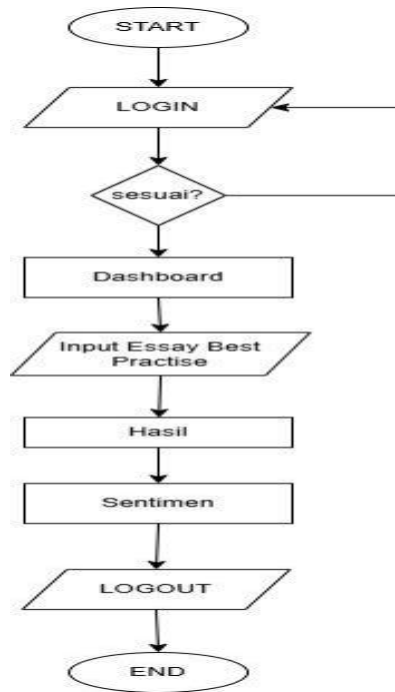 START
LOGIN
sesuai?
Dashboard
Input Essay Best
Practise
Hasil
Sentimen
LOGOUT
END